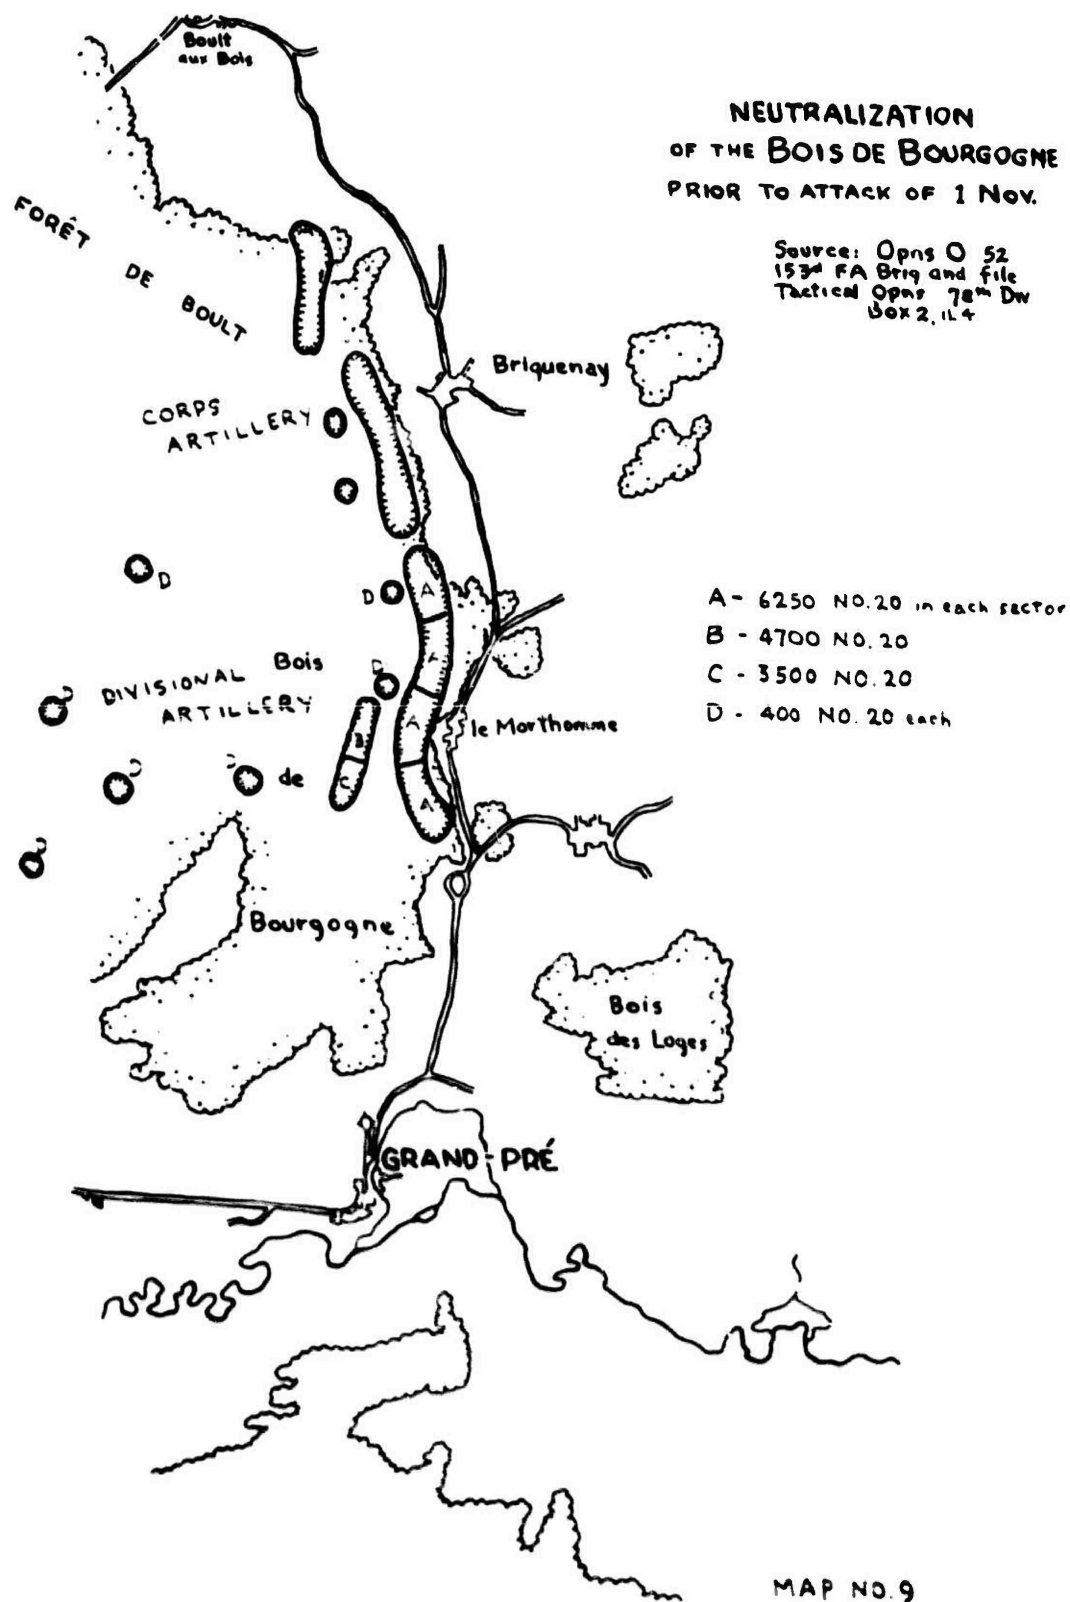 Boult
aux Bois
NEUTRALIZATION
OF THE BOIS DE BOURGOGNE
PRIOR TO ATTACK OF 1 NOV.
Source: Opns O 52
153rd FA Brig and file
Tactical Opns 78th Div
Box 2,
FORÊT
DE
BOULT
Briquenay
CORPS
ARTILLERY
D
D
A
A - 6250 NO. 20 in each sector
B - 4700 NO. 20
C - 3500 NO. 20
D - 400 NO. 20 each
A
D
Bois
DIVISIONAL
ARTILLERY
D
A
le Morthomme
B
C
D
D
de
A
D
Bourgogne
Bois
des Loges
GRAND-PRÉ
MAP NO. 9